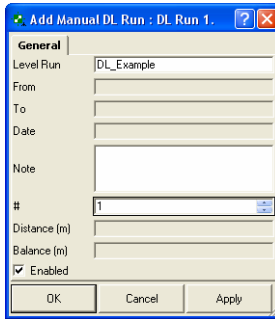 Add Manual DL Run : DL Run 1.
General
Level Run DL_Example
From
To
Date
Note
# 1
Distance (m)
Balance (m)
Enabled
OK Cancel Apply